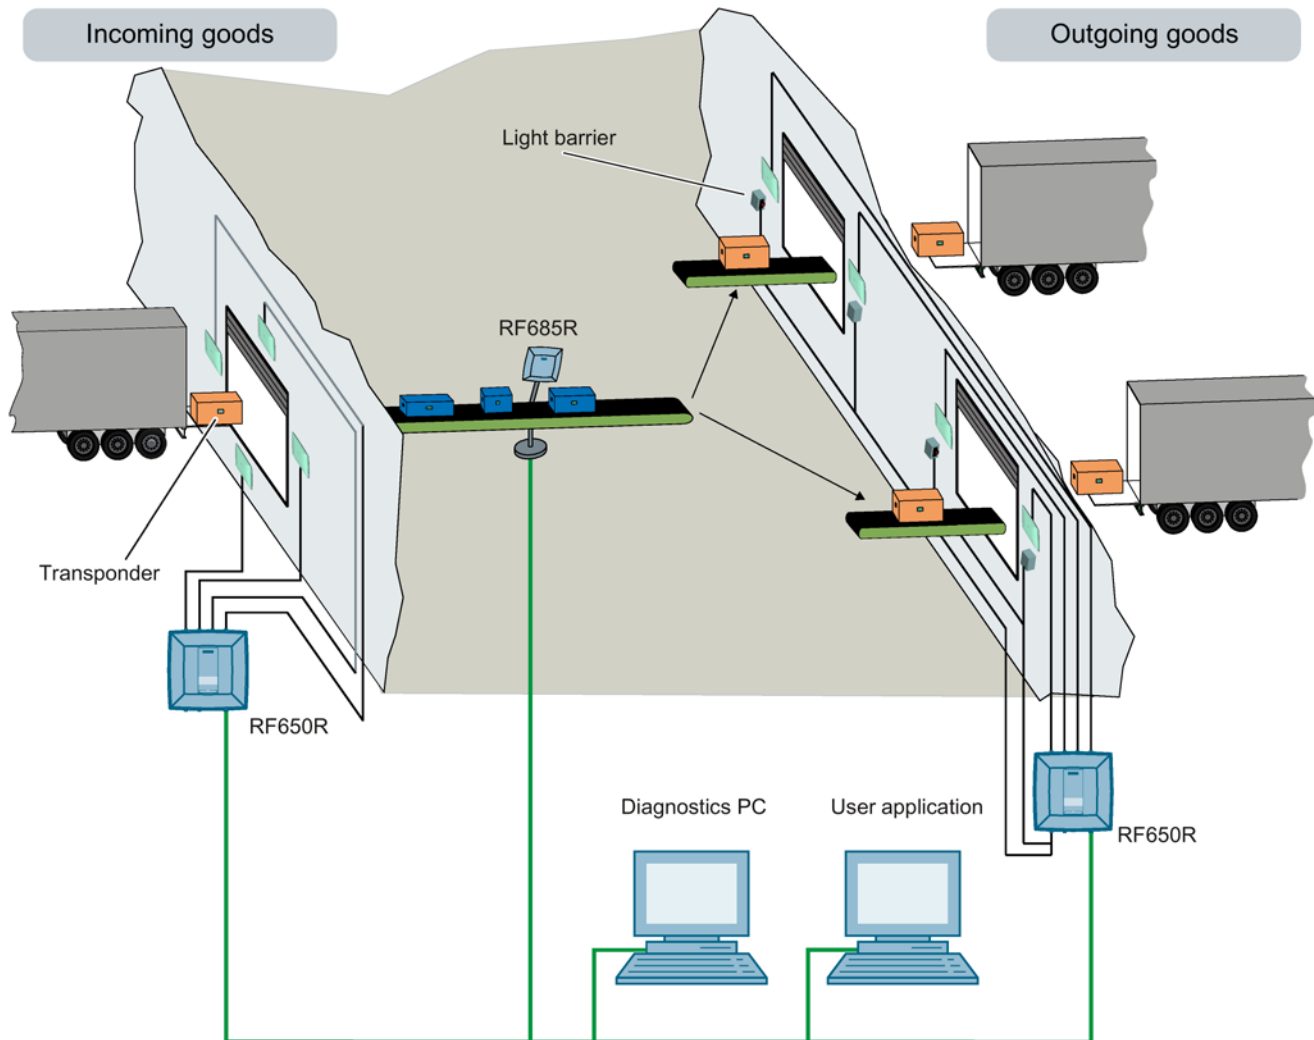 Incoming goods
Outgoing goods
Light barrier
RF685R
Transponder
RF650R
Diagnostics PC
User application
RF650R